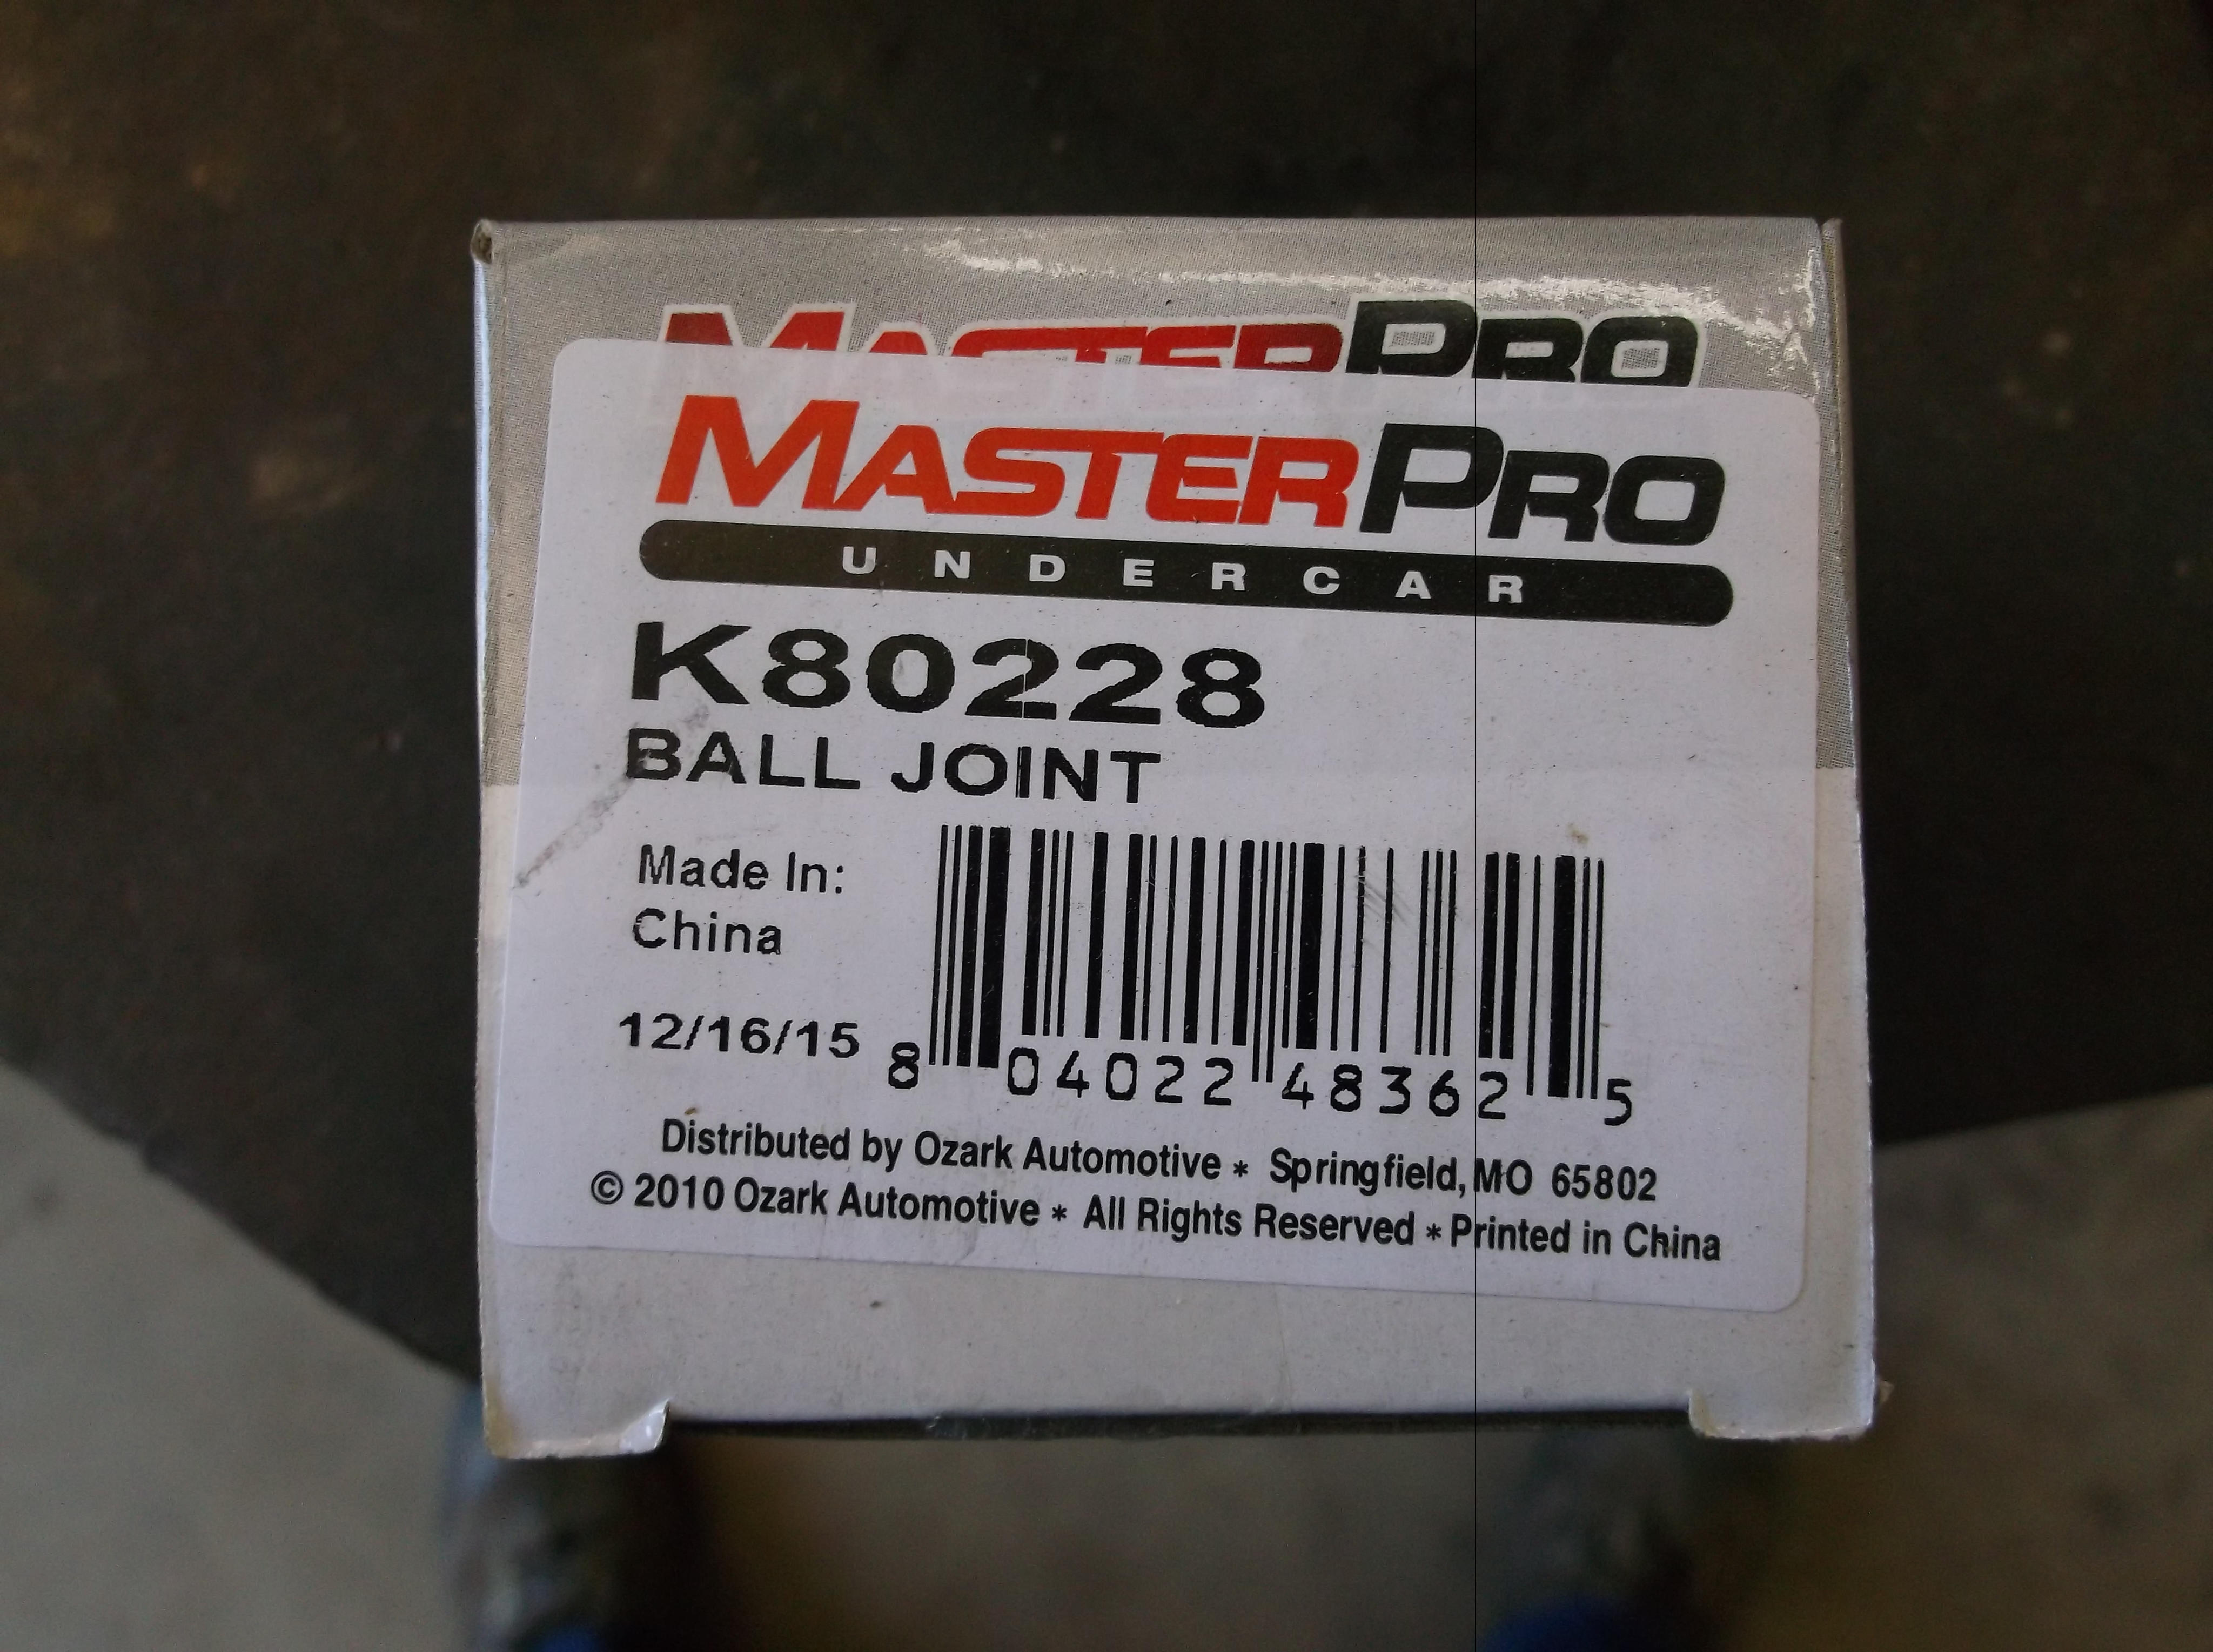 MASTERPRO
MASTERPRO
UNDERCAR
K80228
BALL JOINT
Made In:
China
12/16/15
8 04022 48362 5
Distributed by Ozark Automotive * Springfield, MO 65802
© 2010 Ozark Automotive * All Rights Reserved * Printed in China